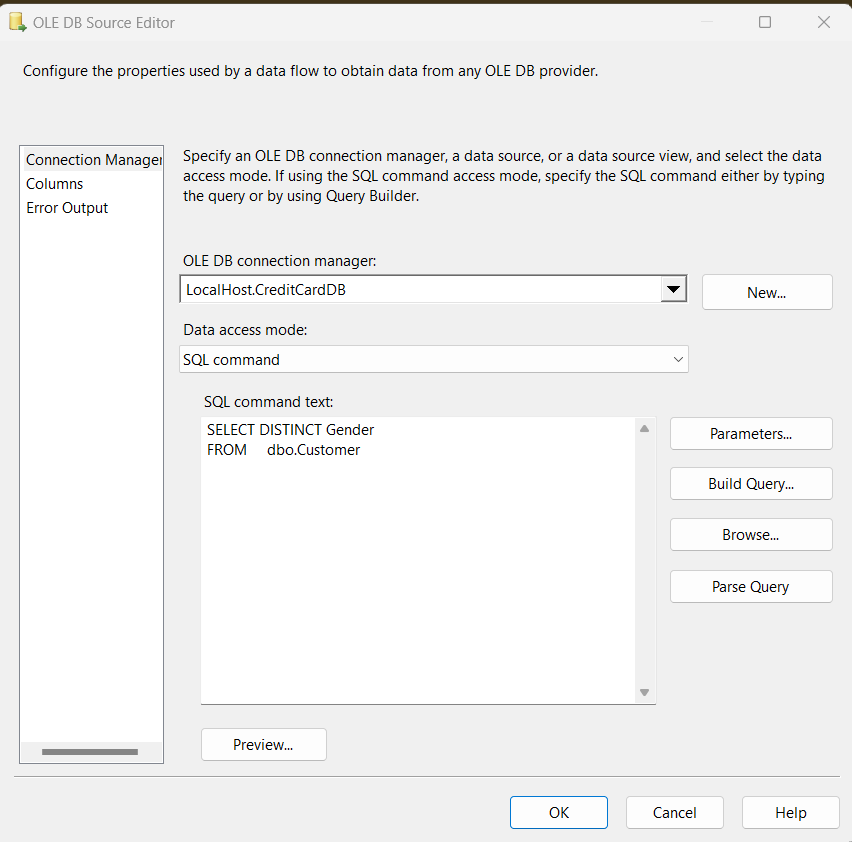 OLE DB Source Editor
Configure the properties used by a data flow to obtain data from any OLE DB provider.
Connection Manager
Columns
Error Output
Specify an OLE DB connection manager, a data source, or a data source view, and select the data
access mode. If using the SQL command access mode, specify the SQL command either by typing
the query or by using Query Builder.
OLE DB connection manager:
LocalHost.CreditCardDB
New...
Data access mode:
SQL command
SQL command text:
SELECT DISTINCT Gender
FROM dbo.Customer
Parameters...
Build Query...
Browse...
Parse Query
Preview...
OK
Cancel
Help